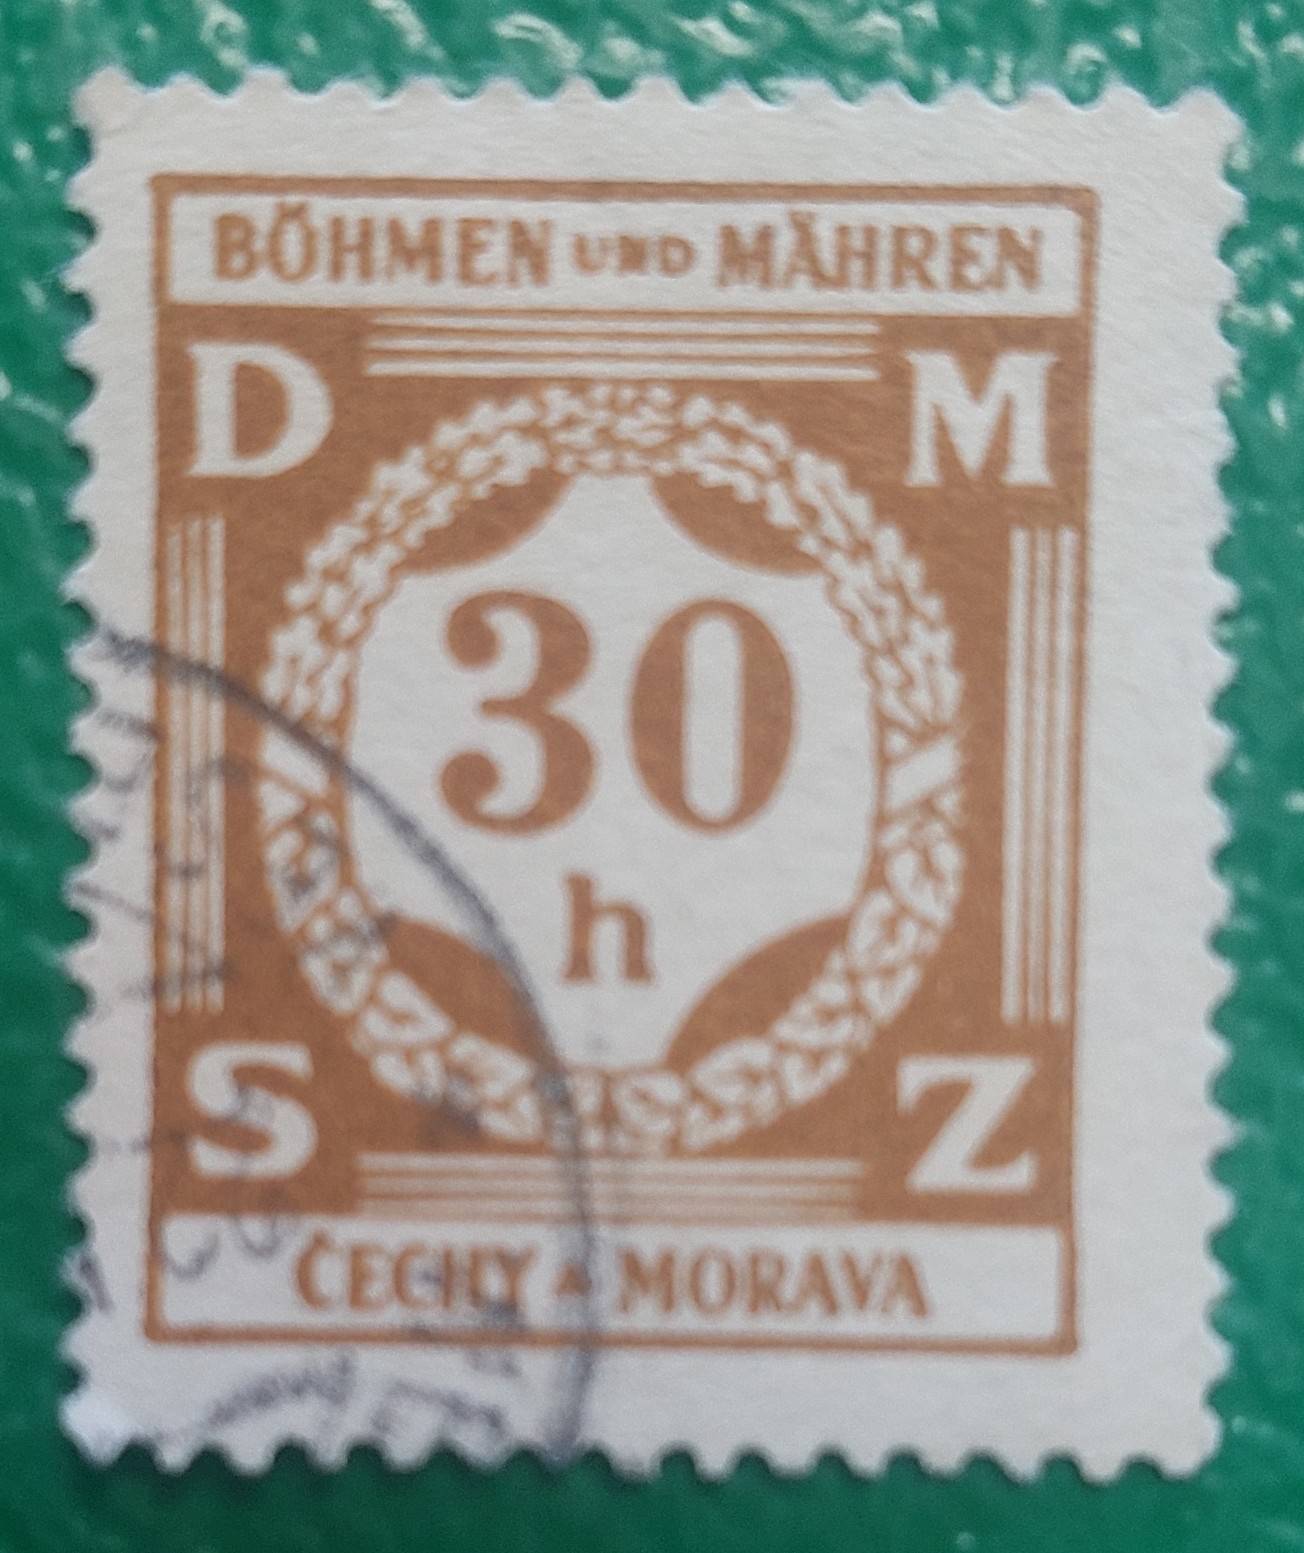 BÖHMEN UND MÄHREN
D M
30
h
S Z
ČECHY A MORAVA